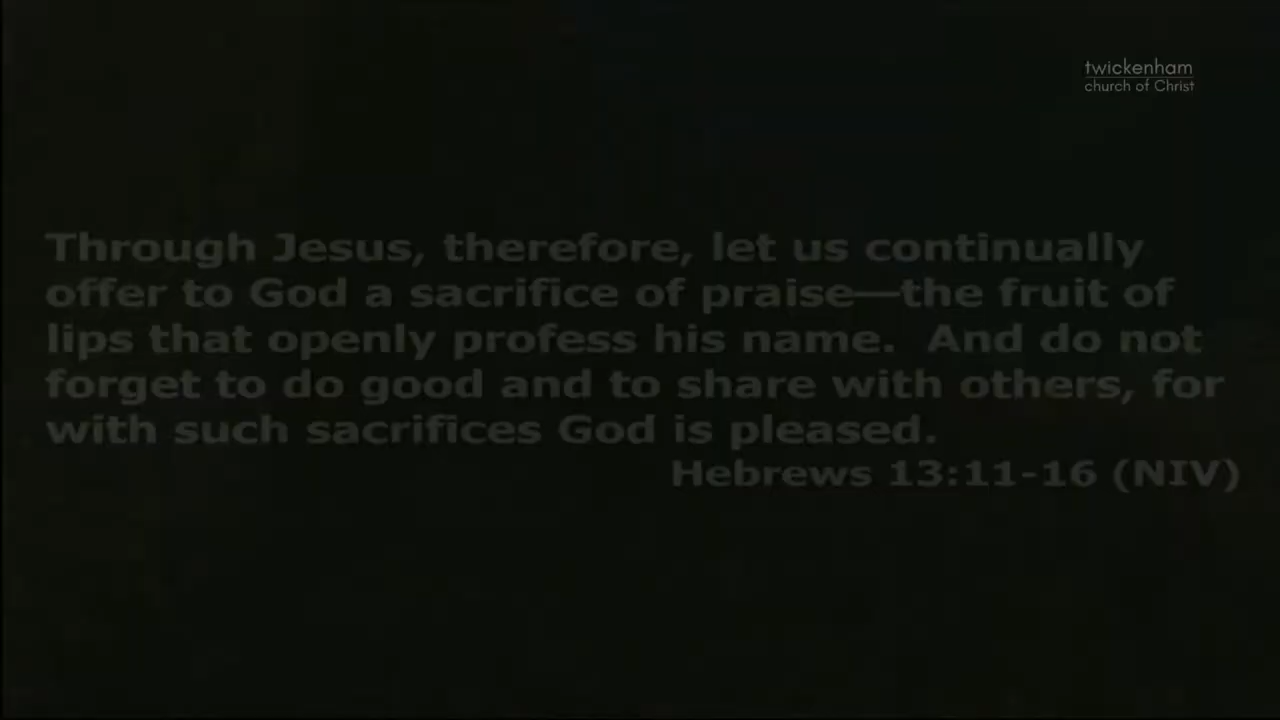 twickenham
church of Christ
Through Jesus, therefore, let us continually
offer to God a sacrifice of praise—the fruit of
lips that openly profess his name.  And do not
forget to do good and to share with others, for
with such sacrifices God is pleased.
Hebrews 13:11-16 (NIV)